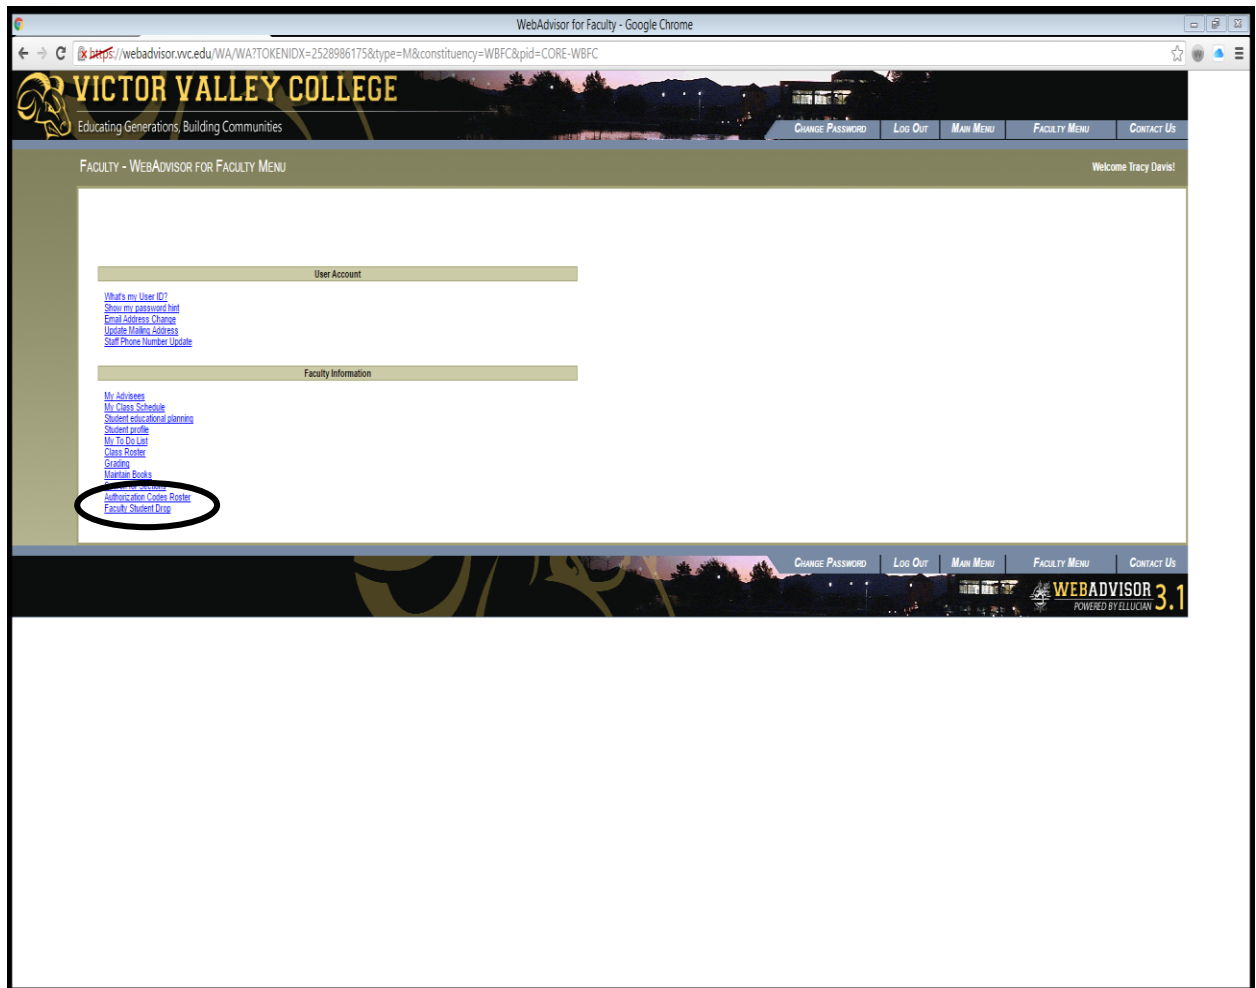 WebAdvisor for Faculty - Google Chrome
https://webadvisor.vvc.edu/WA/WA?TOKENIDX=2528986175&type=M&constituency=WBFC&pid=CORE-WBFC
VICTOR VALLEY COLLEGE
Educating Generations, Building Communities
CHANGE PASSWORD LOG OUT MAIN MENU FACULTY MENU CONTACT US
FACULTY - WEBADVISOR FOR FACULTY MENU
Welcome Tracy Davis!
User Account
What's my User ID?
Show my password hint
Email Address Change
Update Mailing Address
Staff Phone Number Update
Faculty Information
My Advisees
My Class Schedule
Student educational planning
Student profile
My To Do List
Class Roster
Grading
Maintain Books
Search for Sections
Authorization Codes Roster
Faculty Student Drop
CHANGE PASSWORD LOG OUT MAIN MENU FACULTY MENU CONTACT US
WEBADVISOR 3.1
POWERED BY ELLUCIAN